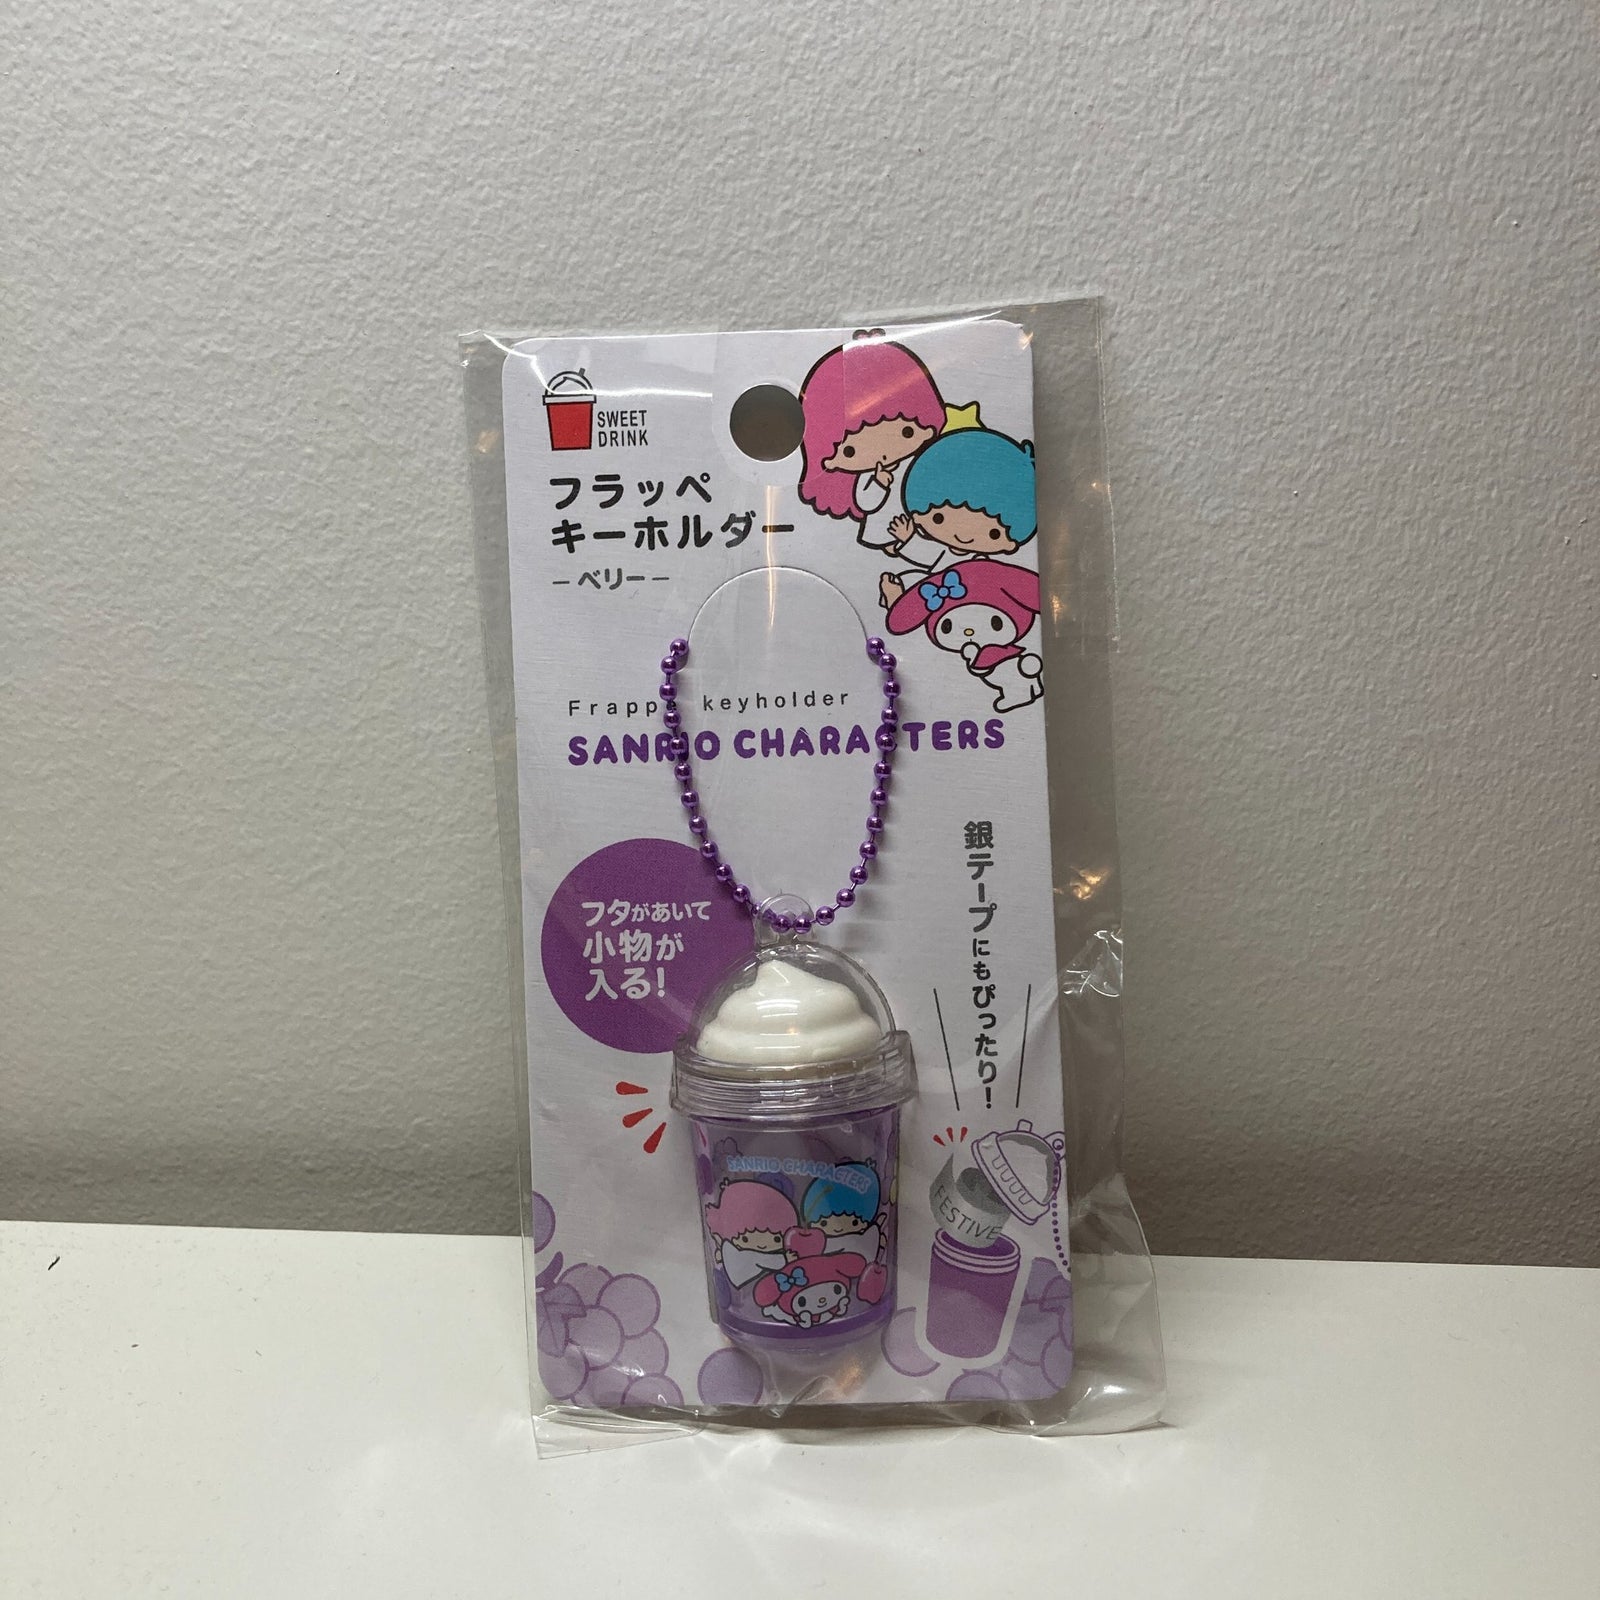 SWEET
DRINK
フラッペ
キーホルダー
－ベリー－
Frappe keyholder
SANRIO CHARACTERS
フタがあいて
小物が
入る!
銀テープにもぴったり!
SANRIO CHARACTERS
FESTIVE